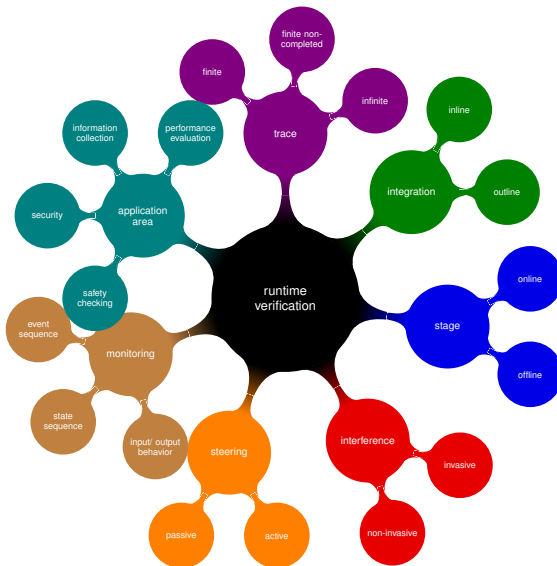 finite non-
completed
finite
infinite
trace
inline
information
collection
performance
evaluation
integration
outline
security
application
area
online
safety
checking
runtime
verification
event
sequence
monitoring
stage
offline
state
sequence
input/ output
behavior
steering
interference
invasive
passive
active
non-invasive